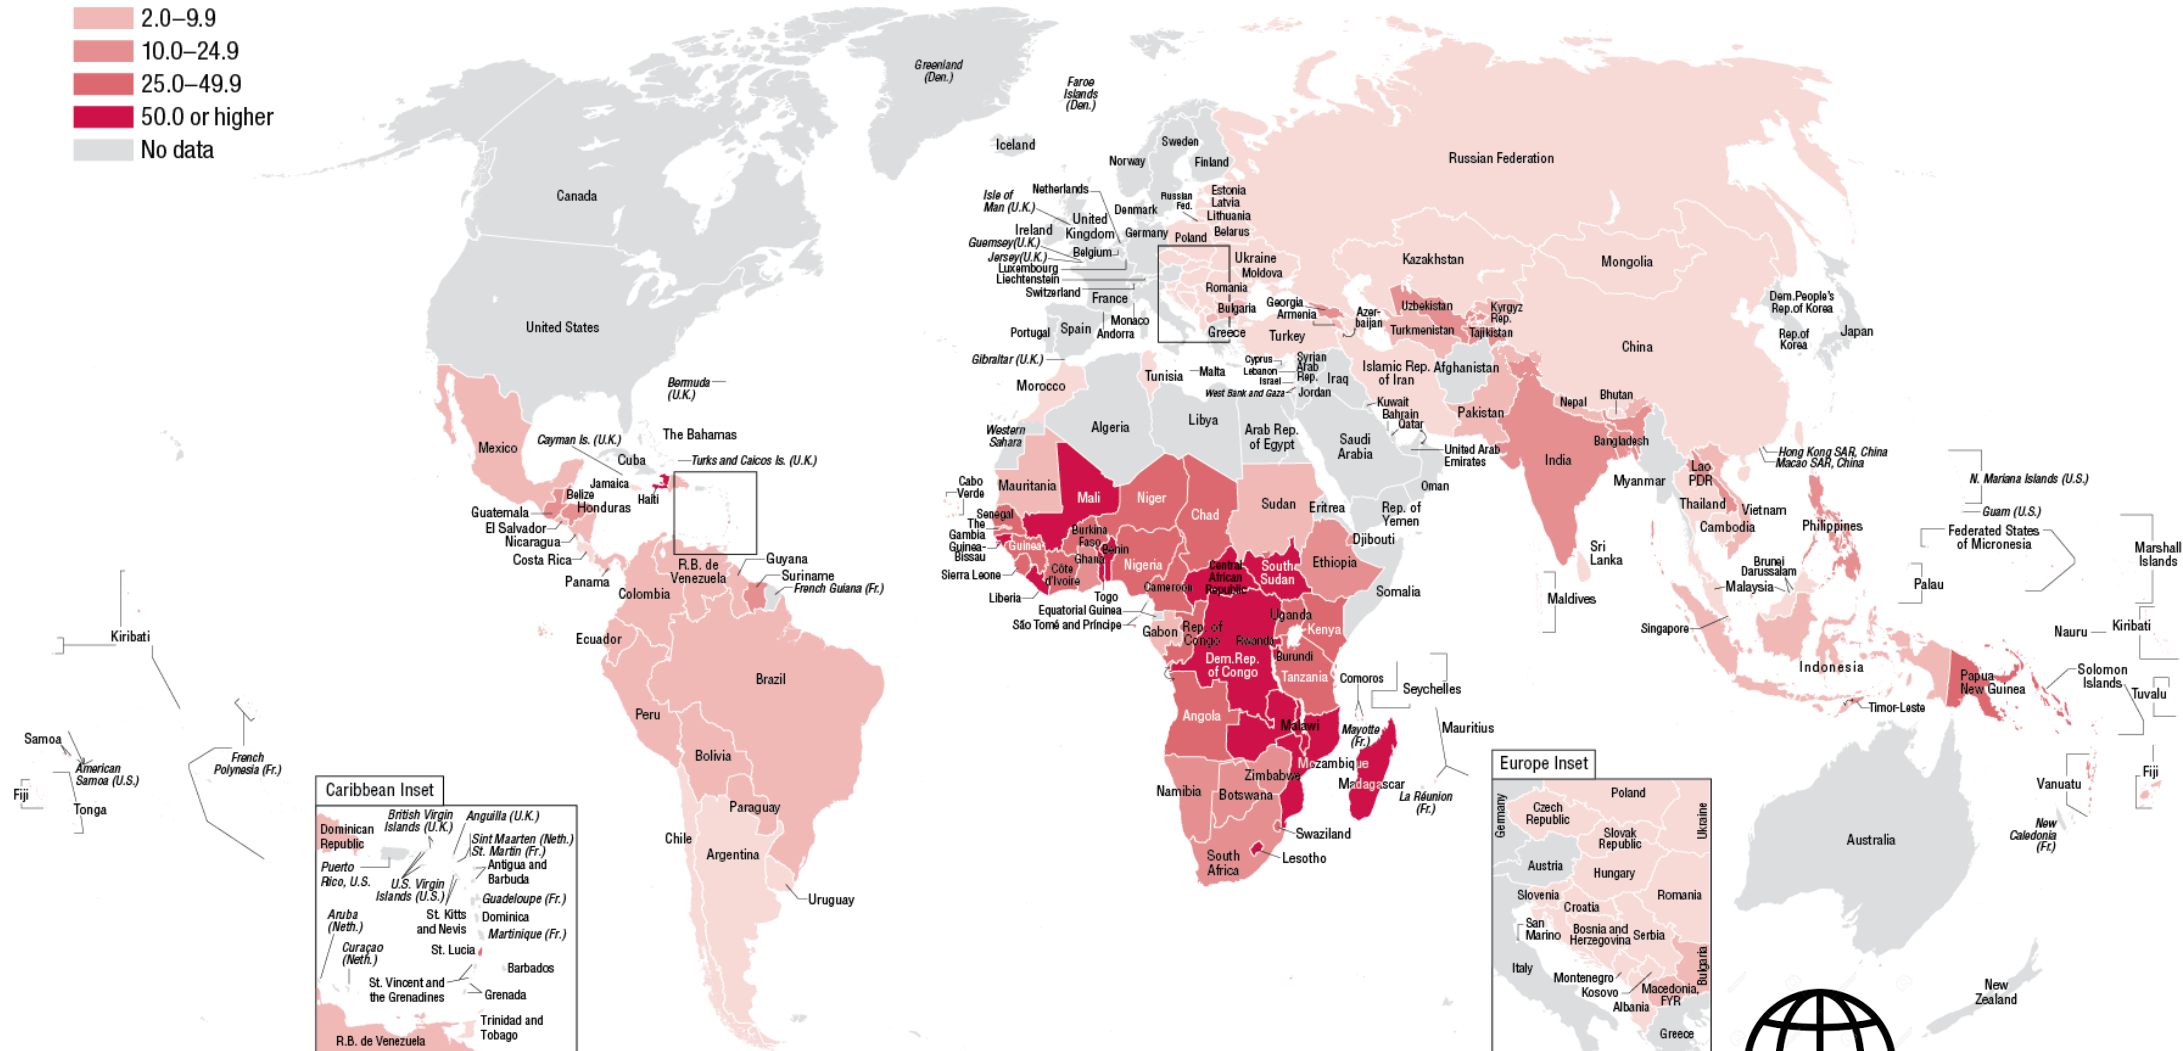 2.0–9.9
10.0–24.9
25.0–49.9
50.0 or higher
No data
Greenland
(Den.)
Faroe
Islands
(Den.)
Iceland
Sweden
Norway
Finland
Russian Federation
Canada
Netherlands
Isle of
Man (U.K.)
Russian
Fed.
Estonia
Latvia
Lithuania
Denmark
United
Kingdom
Ireland
Germany
Poland
Belarus
Guernsey(U.K.)
Jersey(U.K.)
Belgium
Luxembourg
Liechtenstein
Switzerland
Ukraine
Moldova
Romania
France
Bulgaria
Monaco
Andorra
Portugal
Spain
Greece
Gibraltar (U.K.)
Georgia
Armenia
Azer-
baijan
Turkey
Kazakhstan
Mongolia
Uzbekistan
Kyrgyz
Rep.
Turkmenistan
Tajikistan
Dem.People's
Rep.of Korea
Rep.of
Korea
Japan
China
United States
Bermuda
(U.K.)
Morocco
Tunisia
Malta
Cyprus
Lebanon
Israel
West Bank and Gaza
Syrian
Arab
Rep.
Jordan
Iraq
Islamic Rep.
of Iran
Afghanistan
Kuwait
Bahrain
Qatar
Pakistan
Nepal
Bhutan
Bangladesh
India
Myanmar
Western
Sahara
Algeria
Libya
Arab Rep.
of Egypt
Saudi
Arabia
United Arab
Emirates
Oman
Rep. of
Yemen
Hong Kong SAR, China
Macao SAR, China
Lao
PDR
Thailand
Vietnam
Cambodia
Philippines
N. Mariana Islands (U.S.)
Guam (U.S.)
Federated States
of Micronesia
Marshall
Islands
Palau
Mexico
Cayman Is. (U.K.)
The Bahamas
Cuba
Turks and Caicos Is. (U.K.)
Jamaica
Haiti
Belize
Honduras
Guatemala
El Salvador
Nicaragua
Costa Rica
Panama
Guyana
Suriname
French Guiana (Fr.)
R.B. de
Venezuela
Colombia
Ecuador
Brazil
Peru
Bolivia
Paraguay
Chile
Argentina
Uruguay
Cabo
Verde
Mauritania
Mali
Niger
Chad
Sudan
Eritrea
Djibouti
Senegal
The
Gambia
Guinea-
Bissau
Guinea
Sierra Leone
Liberia
Burkina
Faso
Ghana
Benin
Côte
d'Ivoire
Togo
Nigeria
Cameroon
Central
African
Republic
South
Sudan
Ethiopia
Somalia
Equatorial Guinea
São Tomé and Príncipe
Gabon
Rep. of
Congo
Uganda
Kenya
Rwanda
Burundi
Dem.Rep.
of Congo
Tanzania
Comoros
Seychelles
Angola
Malawi
Mayotte
(Fr.)
Mauritius
Mozambique
Zimbabwe
Madagascar
La Réunion
(Fr.)
Namibia
Botswana
Swaziland
Lesotho
South
Africa
Sri
Lanka
Maldives
Brunei
Darussalam
Malaysia
Singapore
Indonesia
Papua
New Guinea
Timor-Leste
Nauru
Kiribati
Solomon
Islands
Tuvalu
Vanuatu
Fiji
New
Caledonia
(Fr.)
Australia
New
Zealand
Kiribati
Samoa
American
Samoa (U.S.)
French
Polynesia (Fr.)
Fiji
Tonga
Caribbean Inset
Dominican
Republic
British Virgin
Islands (U.K.)
Anguilla (U.K.)
Sint Maarten (Neth.)
St. Martin (Fr.)
Antigua and
Barbuda
Puerto
Rico, U.S.
U.S. Virgin
Islands (U.S.)
Guadeloupe (Fr.)
Aruba
(Neth.)
St. Kitts
and Nevis
Dominica
Martinique (Fr.)
Curaçao
(Neth.)
St. Lucia
Barbados
St. Vincent and
the Grenadines
Grenada
Trinidad and
Tobago
R.B. de Venezuela
Europe Inset
Germany
Poland
Czech
Republic
Ukraine
Slovak
Republic
Austria
Hungary
Slovenia
Romania
Croatia
San
Marino
Bosnia and
Herzegovina
Serbia
Italy
Montenegro
Kosovo
Bulgaria
Macedonia,
FYR
Albania
Greece